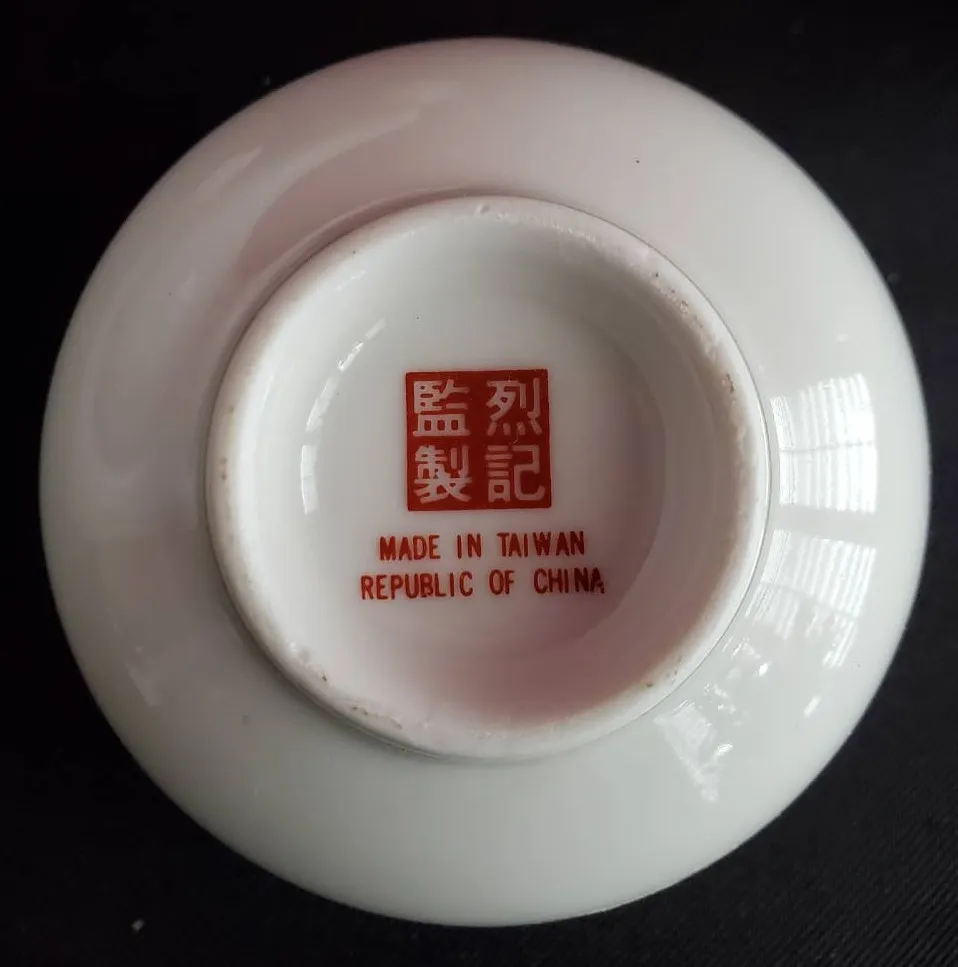 烈記
監製
MADE IN TAIWAN
REPUBLIC OF CHINA